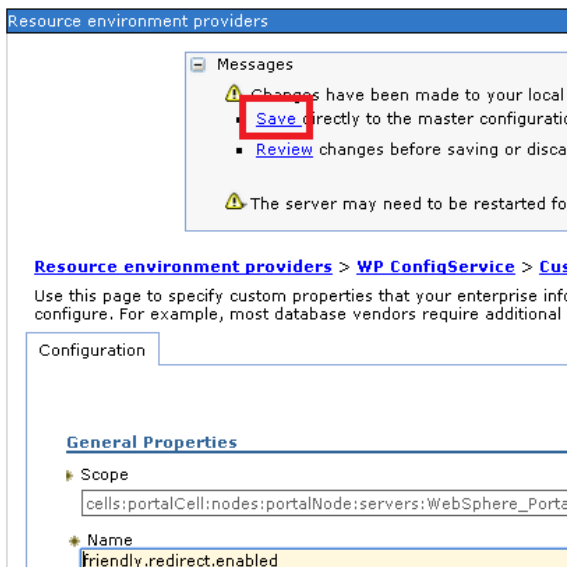 Resource environment providers
Messages
Changes have been made to your local
Save directly to the master configuratio
Review changes before saving or disca
The server may need to be restarted fo
Resource environment providers > WP ConfigService > Cus
Use this page to specify custom properties that your enterprise info
configure. For example, most database vendors require additional
Configuration
General Properties
Scope
cells:portalCell:nodes:portalNode:servers:WebSphere_Porta
Name
friendly.redirect.enabled